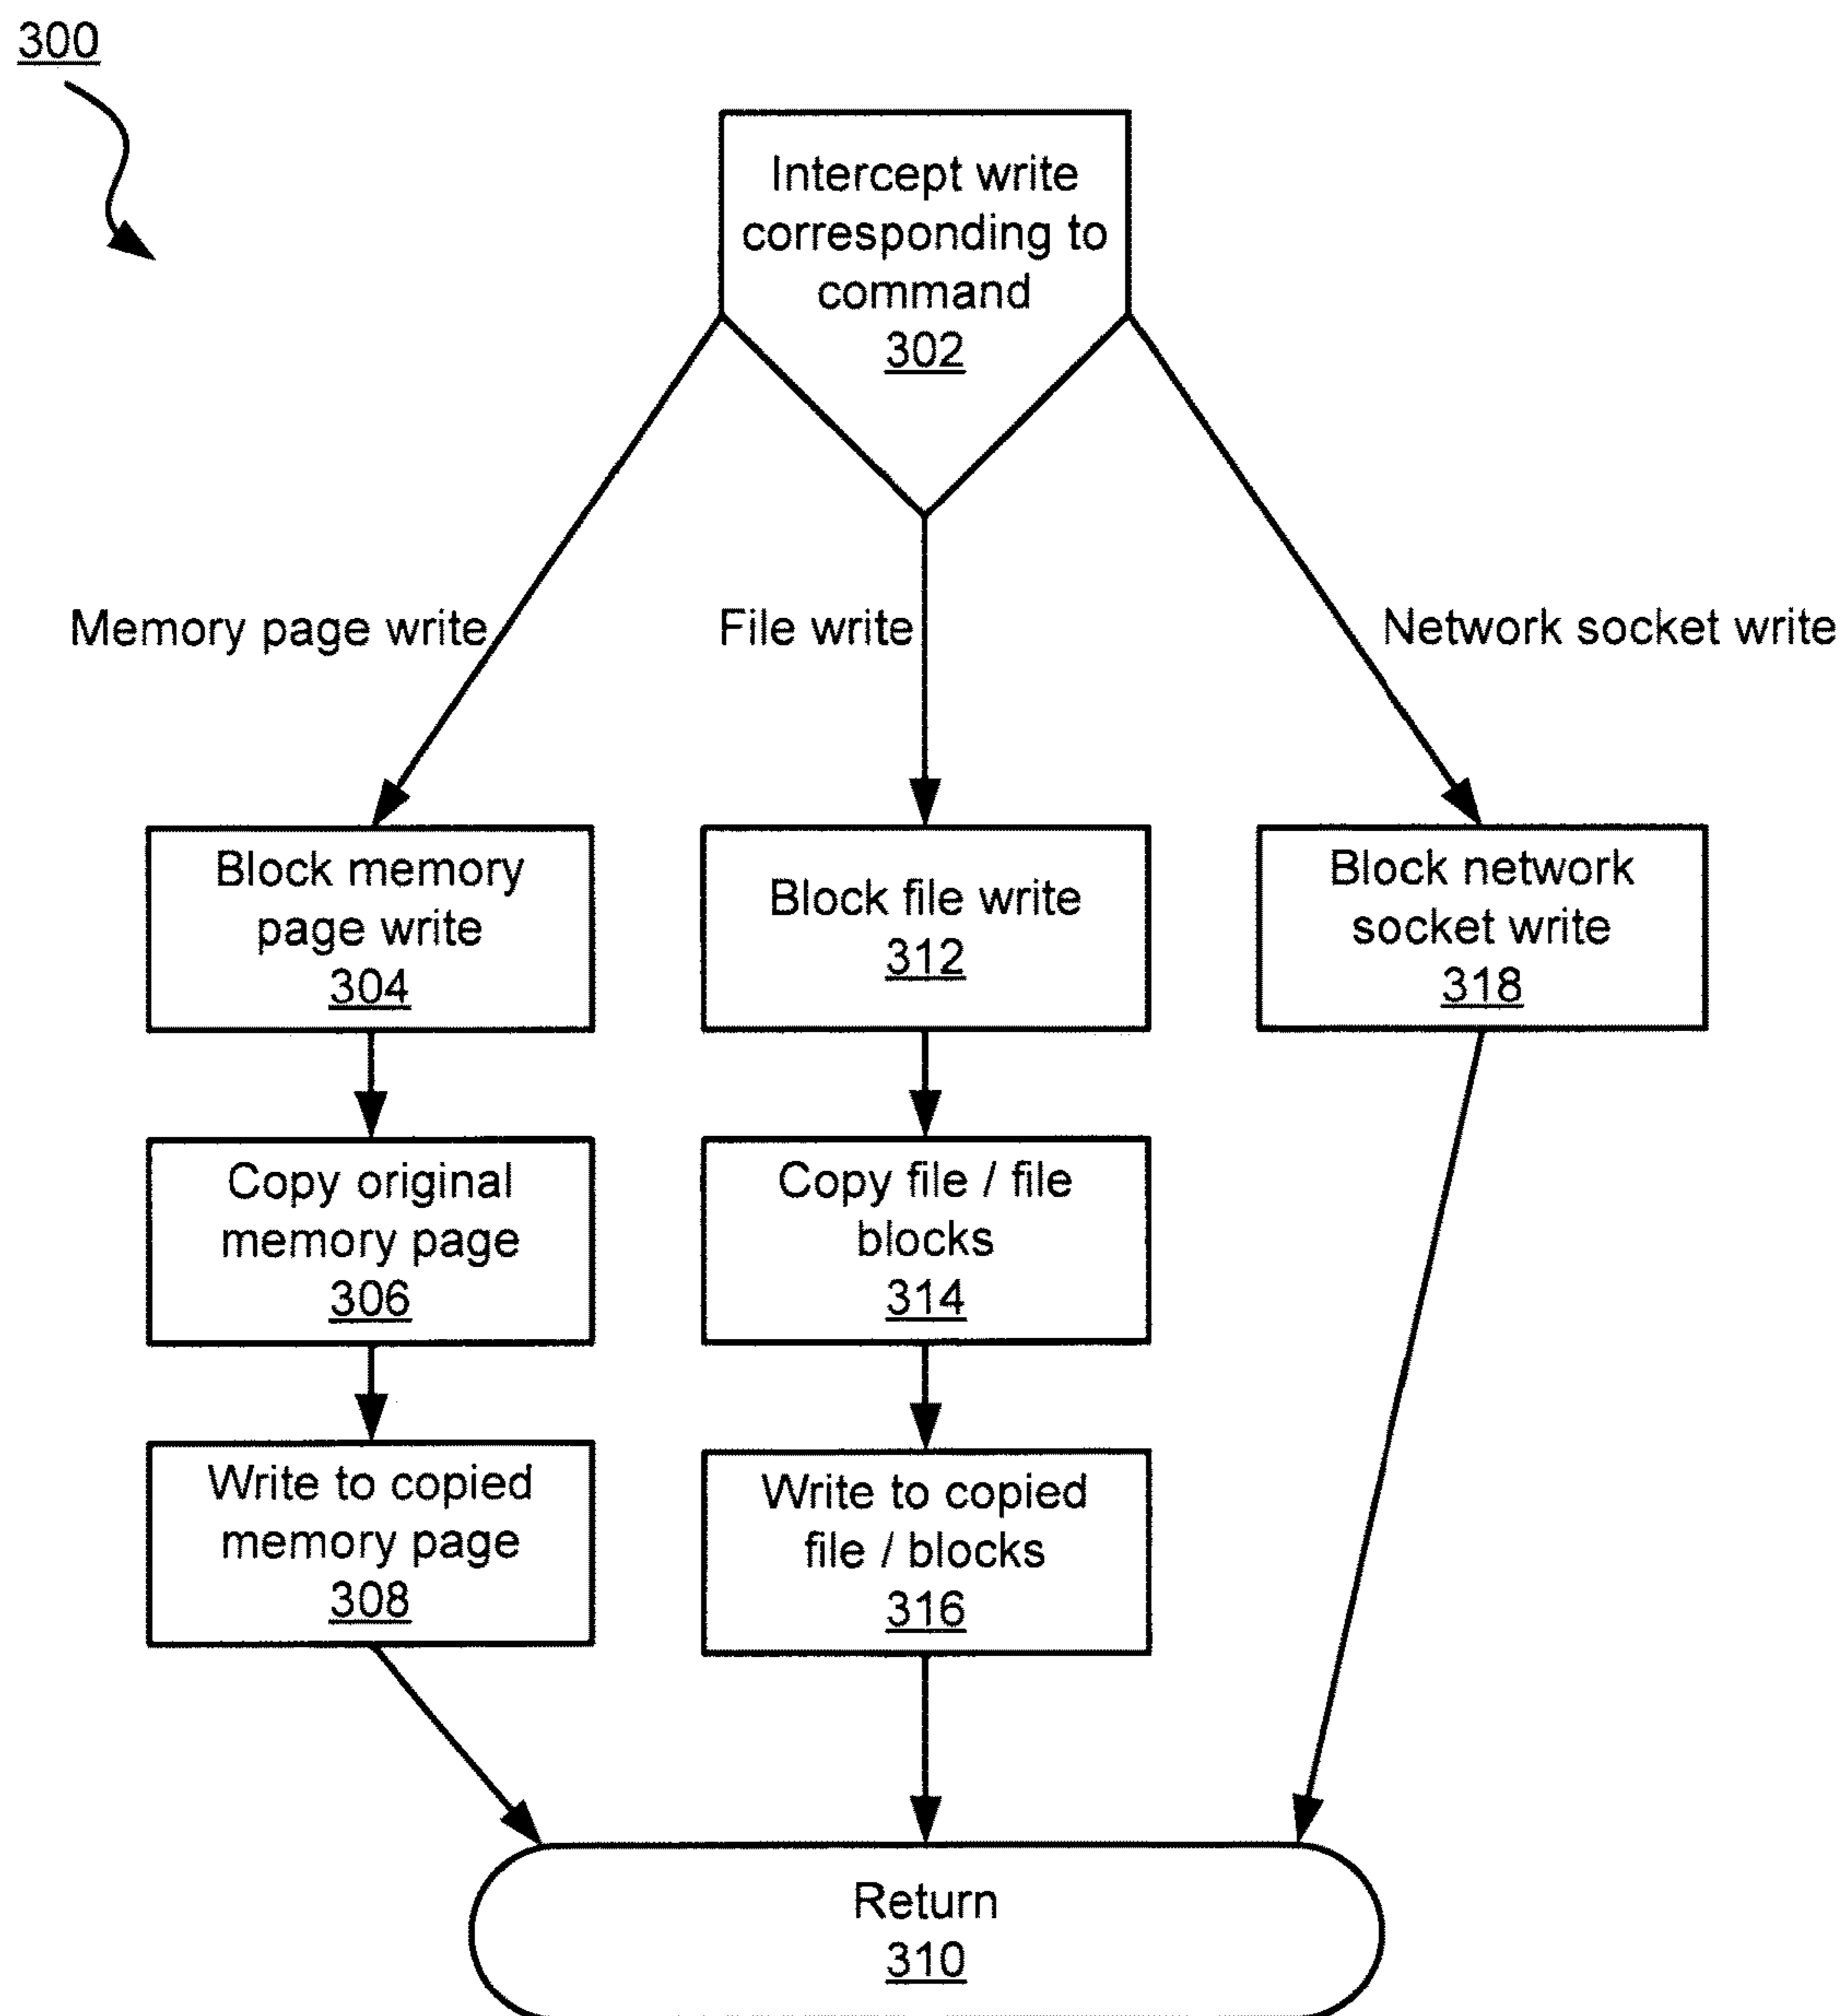 300
Intercept write
corresponding to
command
302
Memory page write
File write
Network socket write
Block memory
page write
304
Block file write
312
Block network
socket write
318
Copy original
memory page
306
Copy file / file
blocks
314
Write to copied
memory page
308
Write to copied
file / blocks
316
Return
310